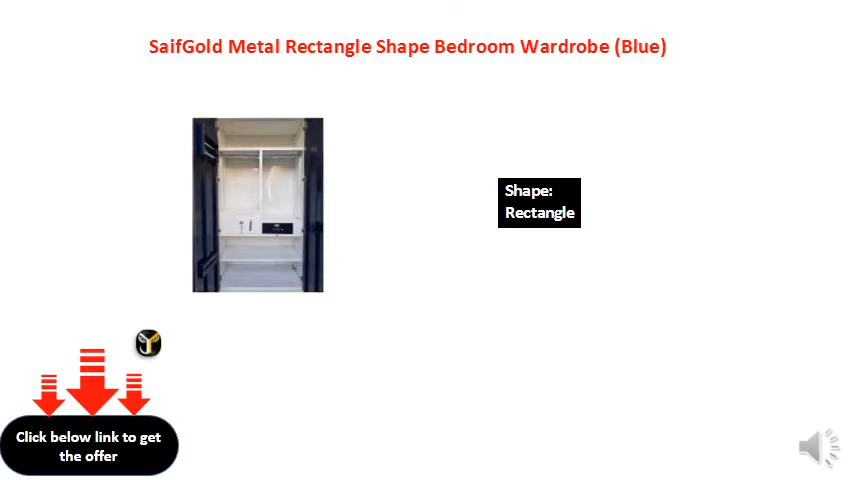 SaifGold Metal Rectangle Shape Bedroom Wardrobe (Blue)
Shape:
Rectangle
Click below link to get
the offer